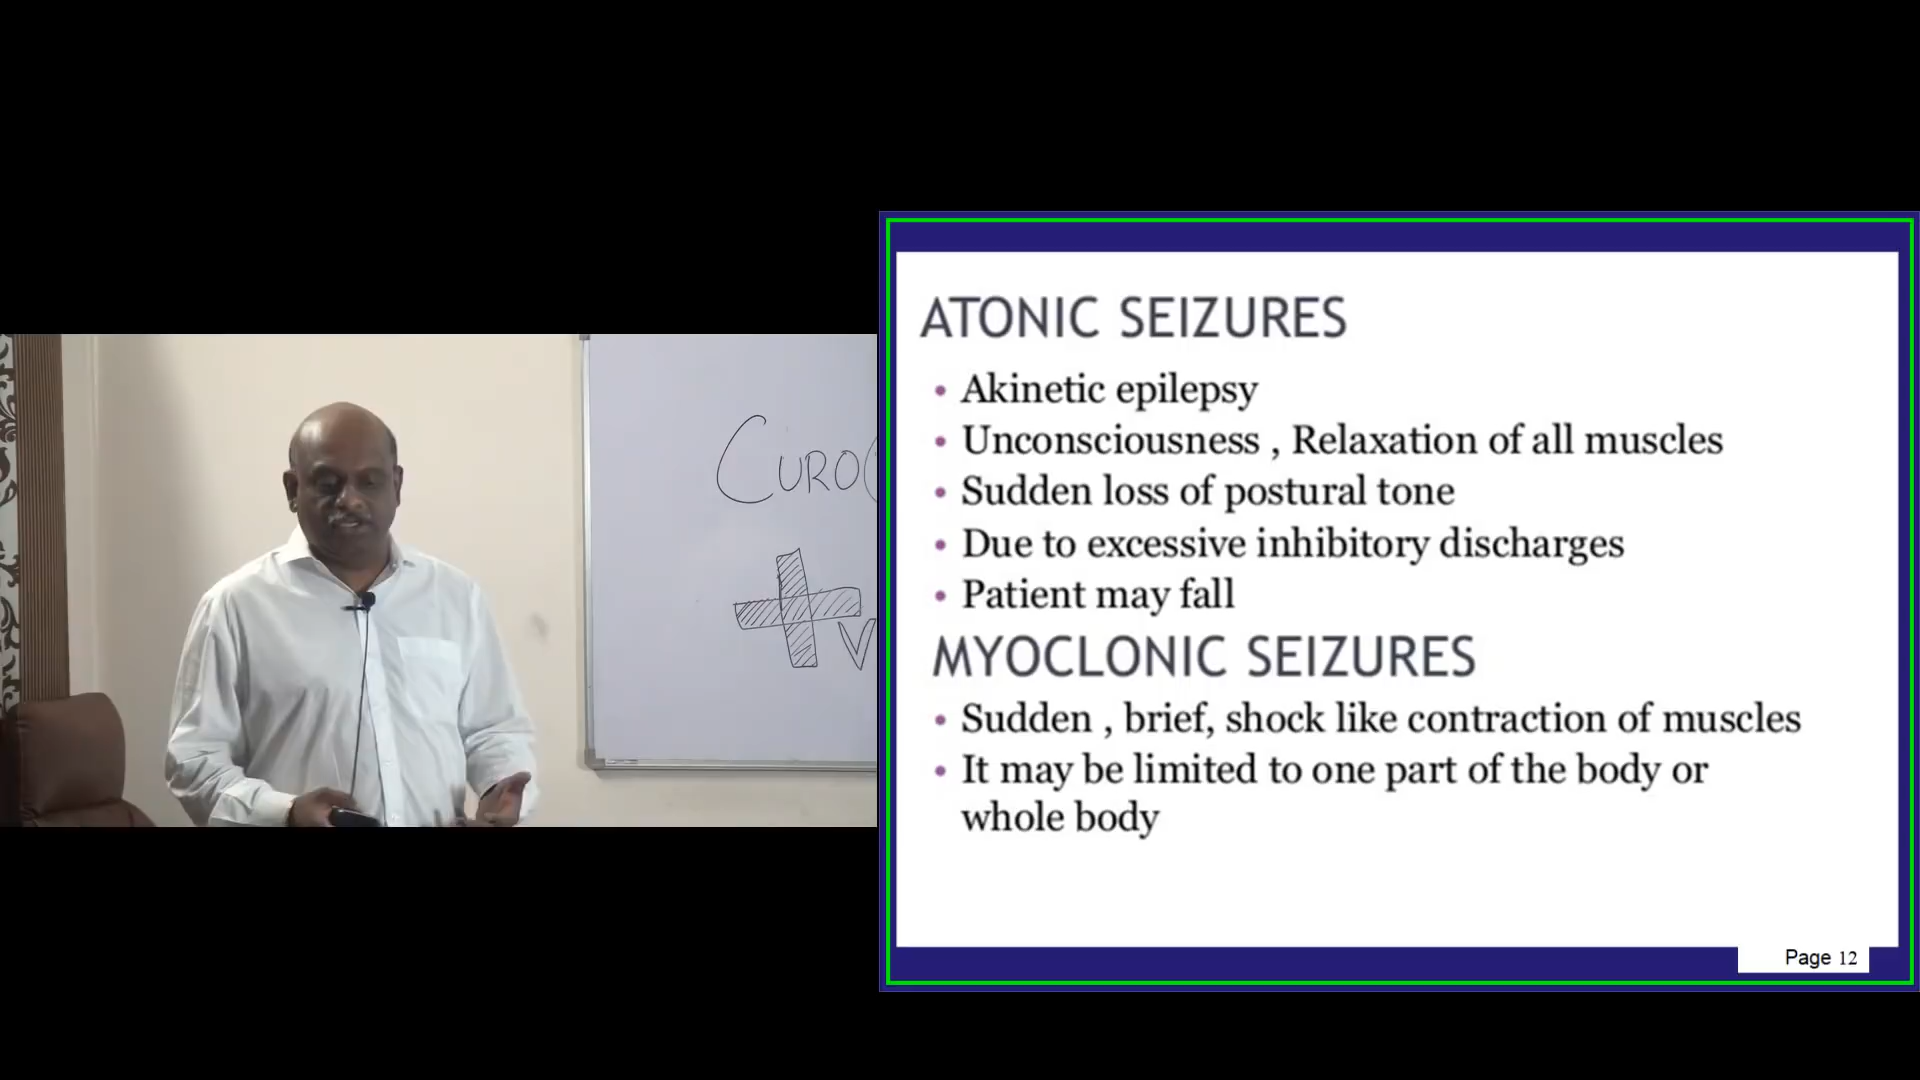 CURO
ATONIC SEIZURES
• Akinetic epilepsy
• Unconsciousness , Relaxation of all muscles
• Sudden loss of postural tone
• Due to excessive inhibitory discharges
• Patient may fall
MYOCLONIC SEIZURES
• Sudden , brief, shock like contraction of muscles
• It may be limited to one part of the body or
whole body
Page 12